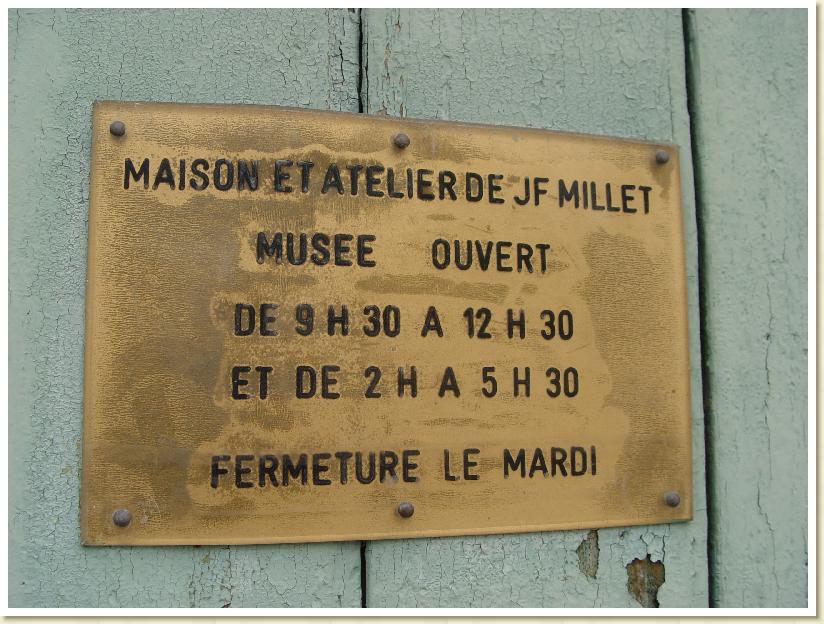 MAISON ET ATELIER DE JF MILLET
MUSEE OUVERT
DE 9 H 30 A 12 H 30
ET DE 2 H A 5 H 30
FERMETURE LE MARDI